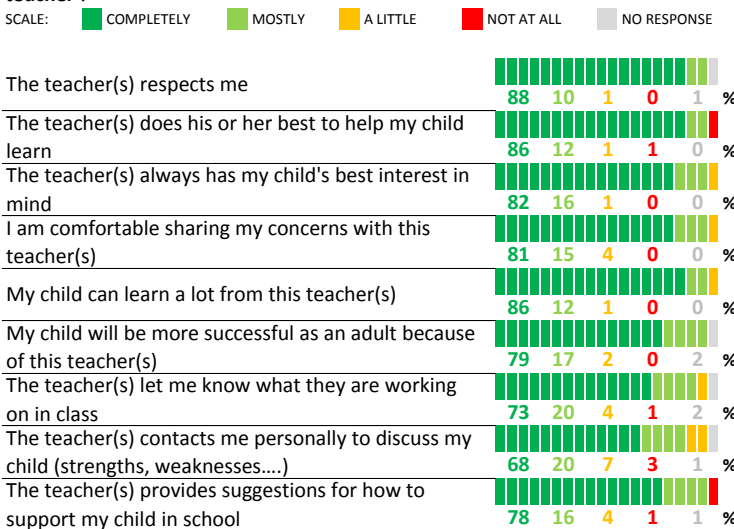 SCALE: COMPLETELY MOSTLY A LITTLE NOT AT ALL NO RESPONSE
The teacher(s) respects me
88 10 1 0 1 %
The teacher(s) does his or her best to help my child
learn
86 12 1 1 0 %
The teacher(s) always has my child's best interest in
mind
82 16 1 0 0 %
I am comfortable sharing my concerns with this
teacher(s)
81 15 4 0 0 %
My child can learn a lot from this teacher(s)
86 12 1 0 0 %
My child will be more successful as an adult because
of this teacher(s)
79 17 2 0 2 %
The teacher(s) let me know what they are working
on in class
73 20 4 1 2 %
The teacher(s) contacts me personally to discuss my
child (strengths, weaknesses....)
68 20 7 3 1 %
The teacher(s) provides suggestions for how to
support my child in school
78 16 4 1 1 %